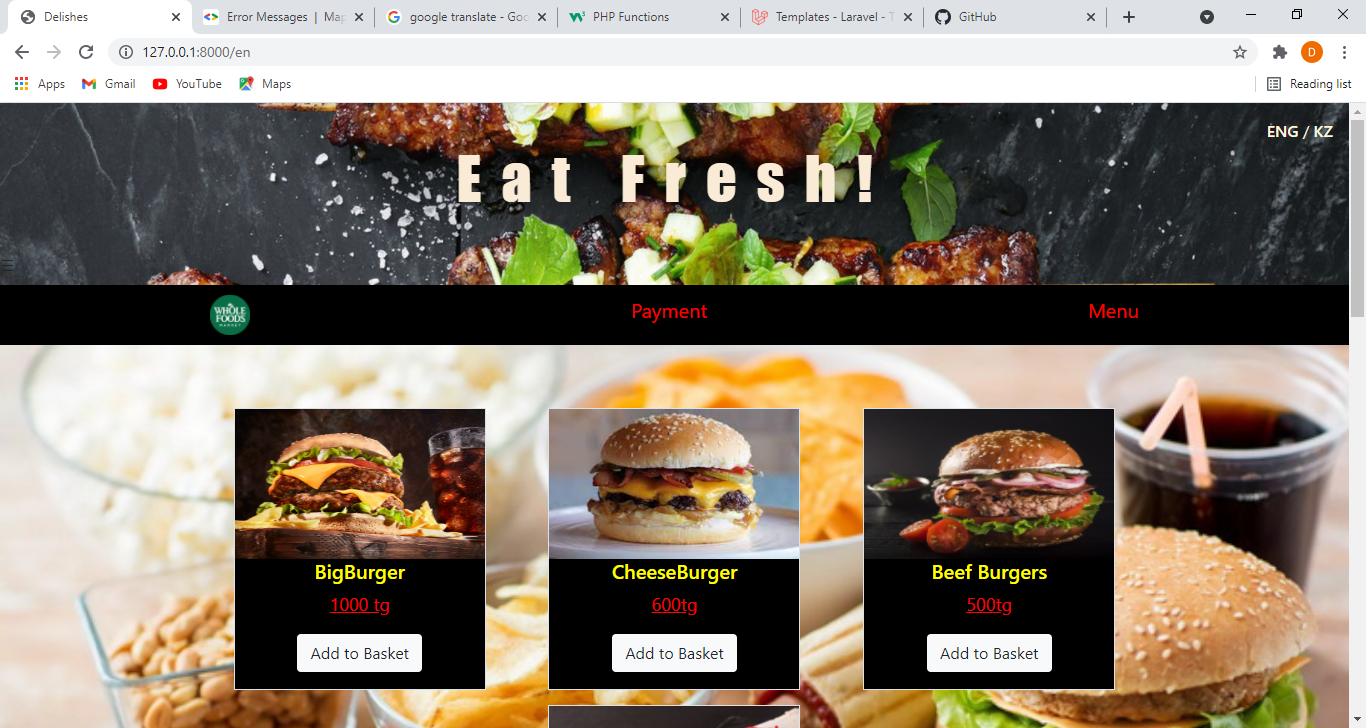 Delishes
Error Messages | Map
google translate - Goo
PHP Functions
Templates - Laravel - T
GitHub
127.0.0.1:8000/en
D
Apps
Gmail
YouTube
Maps
Reading list
ENG / KZ
Eat Fresh!
WHOLE
FOODS
MARKET
Payment
Menu
BigBurger
CheeseBurger
Beef Burgers
1000 tg
600tg
500tg
Add to Basket
Add to Basket
Add to Basket